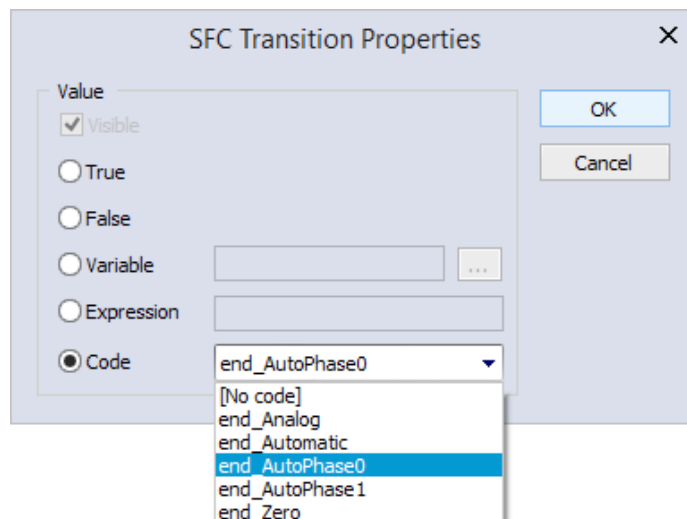 SFC Transition Properties
Value
Visible
True
False
Variable
...
Expression
Code
end_AutoPhase0
[No code]
end_Analog
end_Automatic
end_AutoPhase0
end_AutoPhase1
end_Zero
OK
Cancel